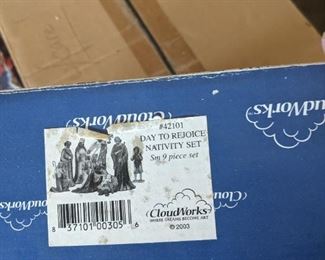 CloudWorks
CloudWorks
#42101
DAY TO REJOICE
NATIVITY SET
Sm 9 piece set
8 37101 00305 6
CloudWorks
WHERE DREAMS BECOME ART
© 2003
CloudWorks
CloudWorks